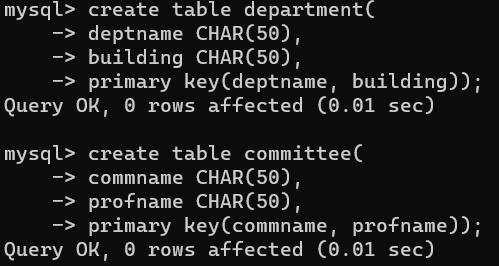 mysql> create table department(
    -> deptname CHAR(50),
    -> building CHAR(50),
    -> primary key(deptname, building));
Query OK, 0 rows affected (0.01 sec)

mysql> create table committee(
    -> commname CHAR(50),
    -> profname CHAR(50),
    -> primary key(commname, profname));
Query OK, 0 rows affected (0.01 sec)